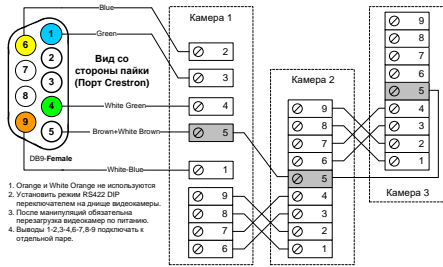 Blue
Green
White Green
Brown+White Brown
White-Blue
6
7
8
9
1
2
3
4
5
Вид со
стороны пайки
(Порт Crestron)
DB9-Female
1. Orange и White Orange не используются
2. Установить режим RS422 DIP
переключателем на днище видеокамеры.
3. После манипуляций обязательна
перезагрузка видеокамер по питанию.
4. Выводы 1-2,3-4,6-7,8-9 подключать к
отдельной паре.
Камера 1
2
3
4
5
1
9
8
7
6
Камера 2
9
8
7
6
5
4
3
2
1
9
8
7
6
5
4
3
2
1
Камера 3